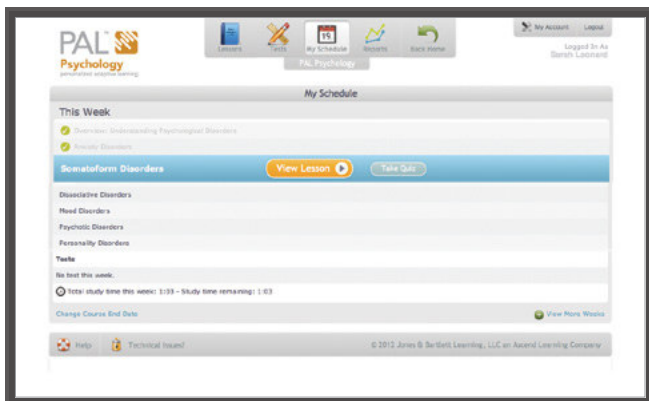 PAL
Psychology
personalized adaptive learning
Lessons
Tests
19
My Schedule
Reports
Back Home
PAL Psychology
My Account
Logout
Logged In As
Sarah Leonard
My Schedule
This Week
Overview: Understanding Psychological Disorders
Anxiety Disorders
Somatoform Disorders
View Lesson
Take Quiz
Dissociative Disorders
Mood Disorders
Psychotic Disorders
Personality Disorders
Tests
No test this week.
Total study time this week: 1:33 - Study time remaining: 1:03
Change Course End Date
View More Weeks
Help
Technical Issues?
© 2012 Jones & Bartlett Learning, LLC an Ascend Learning Company